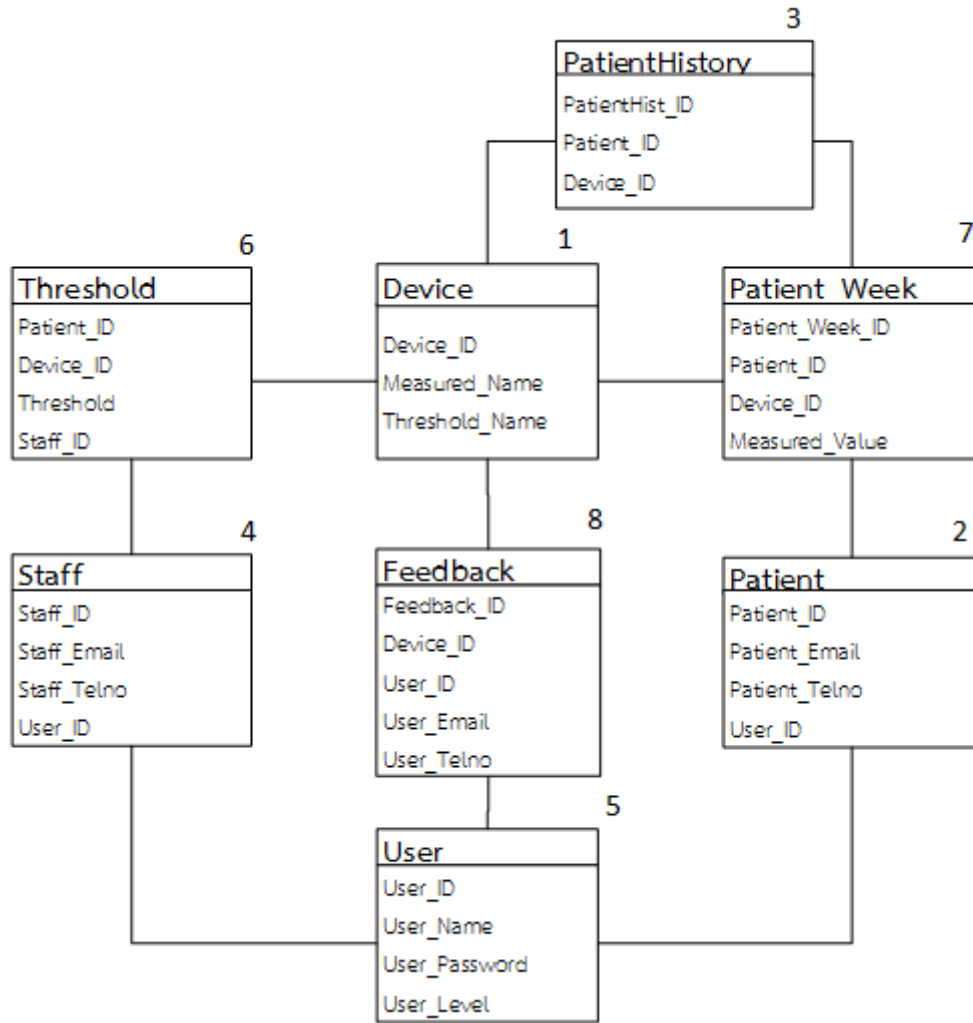 3
PatientHistory
PatientHist_ID
Patient_ID
Device_ID
6
Threshold
Patient_ID
Device_ID
Threshold
Staff_ID
1
Device
Device_ID
Measured_Name
Threshold_Name
7
Patient_Week
Patient_Week_ID
Patient_ID
Device_ID
Measured_Value
4
Staff
Staff_ID
Staff_Email
Staff_Telno
User_ID
8
Feedback
Feedback_ID
Device_ID
User_ID
User_Email
User_Telno
2
Patient
Patient_ID
Patient_Email
Patient_Telno
User_ID
5
User
User_ID
User_Name
User_Password
User_Level